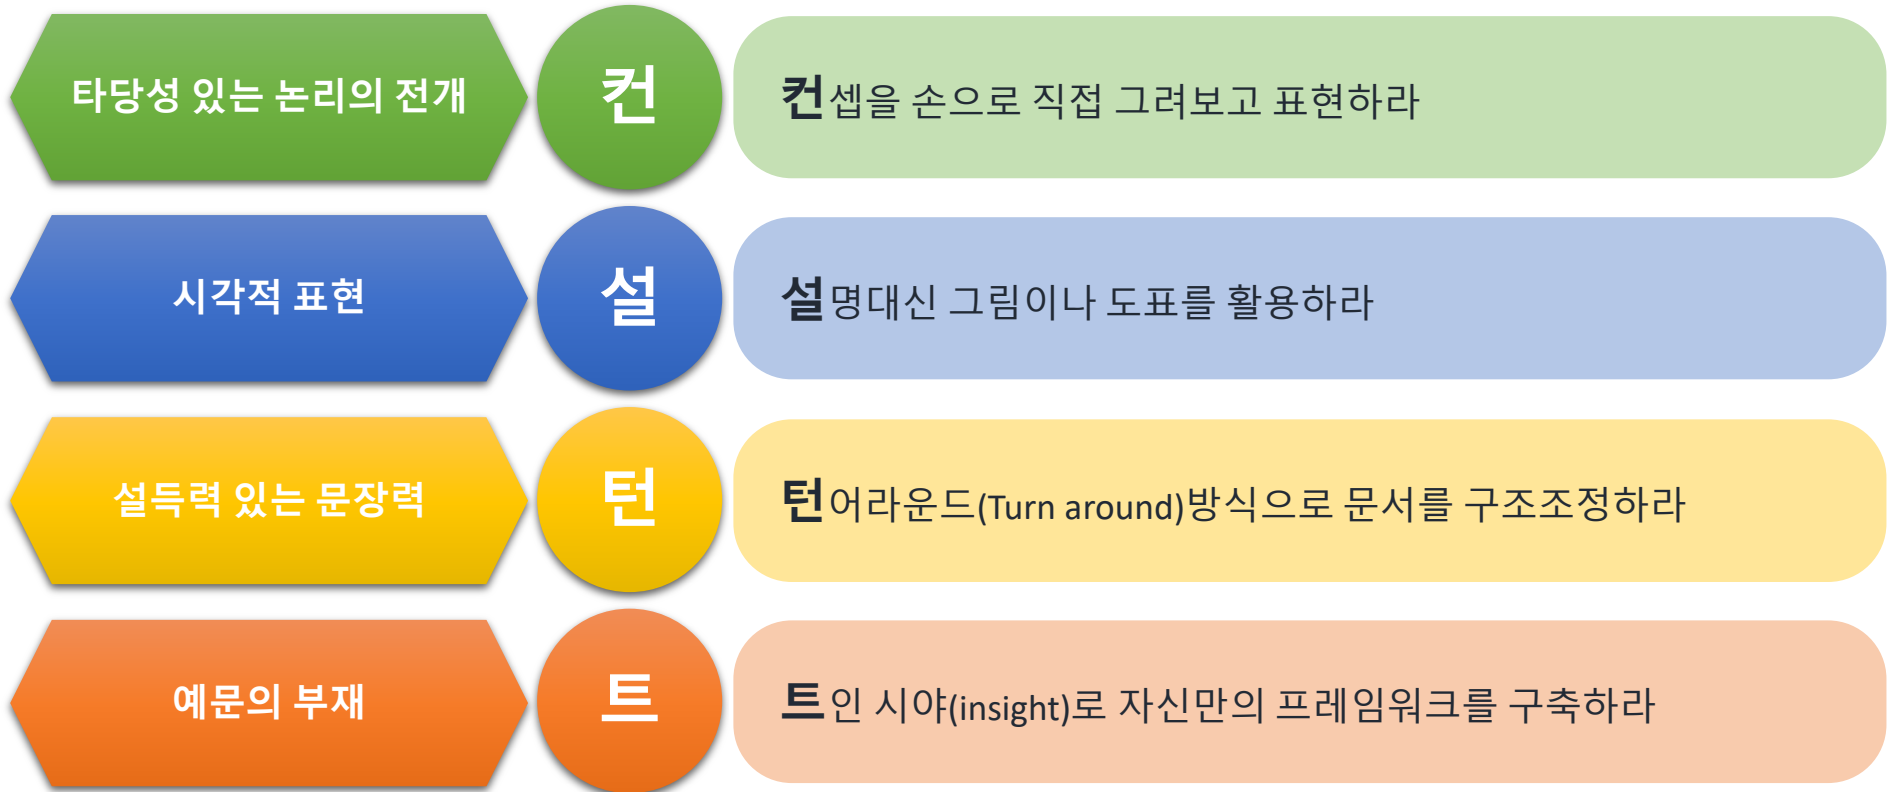 타당성 있는 논리의 전개
컨
컨셉을 손으로 직접 그려보고 표현하라
시각적 표현
설
설명대신 그림이나 도표를 활용하라
설득력 있는 문장력
턴
턴어라운드(Turn around)방식으로 문서를 구조조정하라
예문의 부재
트
트인 시야(insight)로 자신만의 프레임워크를 구축하라